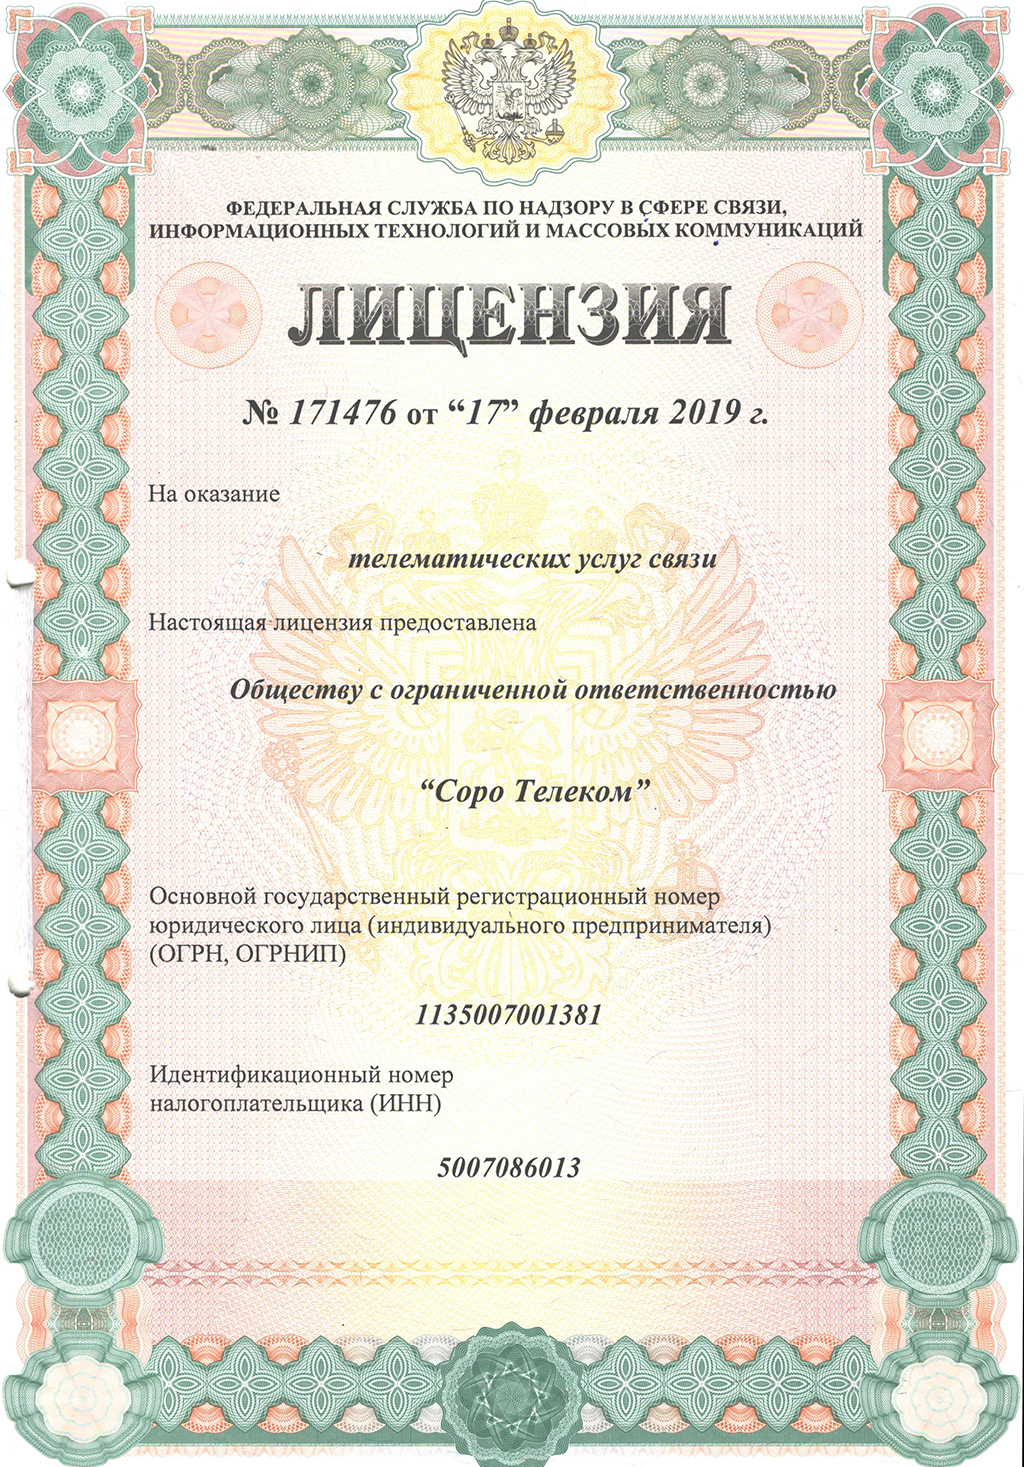 ФЕДЕРАЛЬНАЯ СЛУЖБА ПО НАДЗОРУ В СФЕРЕ СВЯЗИ,
ИНФОРМАЦИОННЫХ ТЕХНОЛОГИЙ И МАССОВЫХ КОММУНИКАЦИЙ
ЛИЦЕНЗИЯ
№ 171476 от “17” февраля 2019 г.
На оказание
телематических услуг связи
Настоящая лицензия предоставлена
Обществу с ограниченной ответственностью
“Соро Телеком”
Основной государственный регистрационный номер
юридического лица (индивидуального предпринимателя)
(ОГРН, ОГРНИП)
1135007001381
Идентификационный номер
налогоплательщика (ИНН)
5007086013